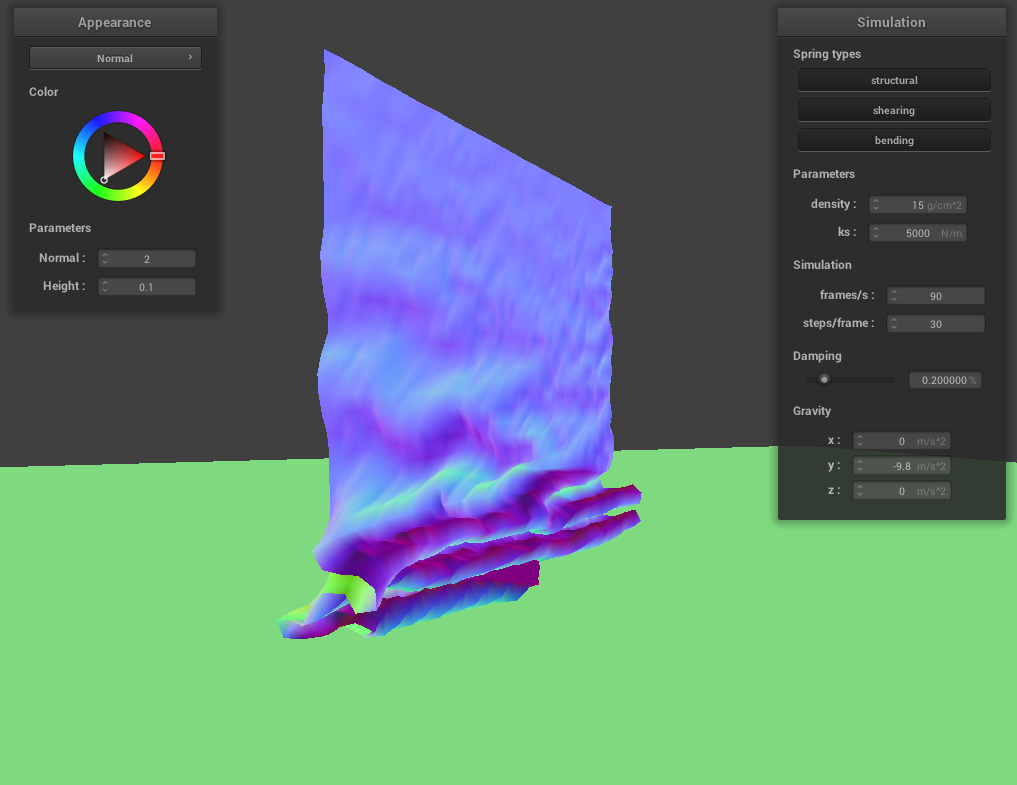 Appearance
Normal
Color
Parameters
Normal : 2
Height : 0.1
Simulation
Spring types
structural
shearing
bending
Parameters
density : 15 g/cm^2
ks : 5000 N/m
Simulation
frames/s : 90
steps/frame : 30
Damping
0.200000 %
Gravity
x : 0 m/s^2
y : -9.8 m/s^2
z : 0 m/s^2